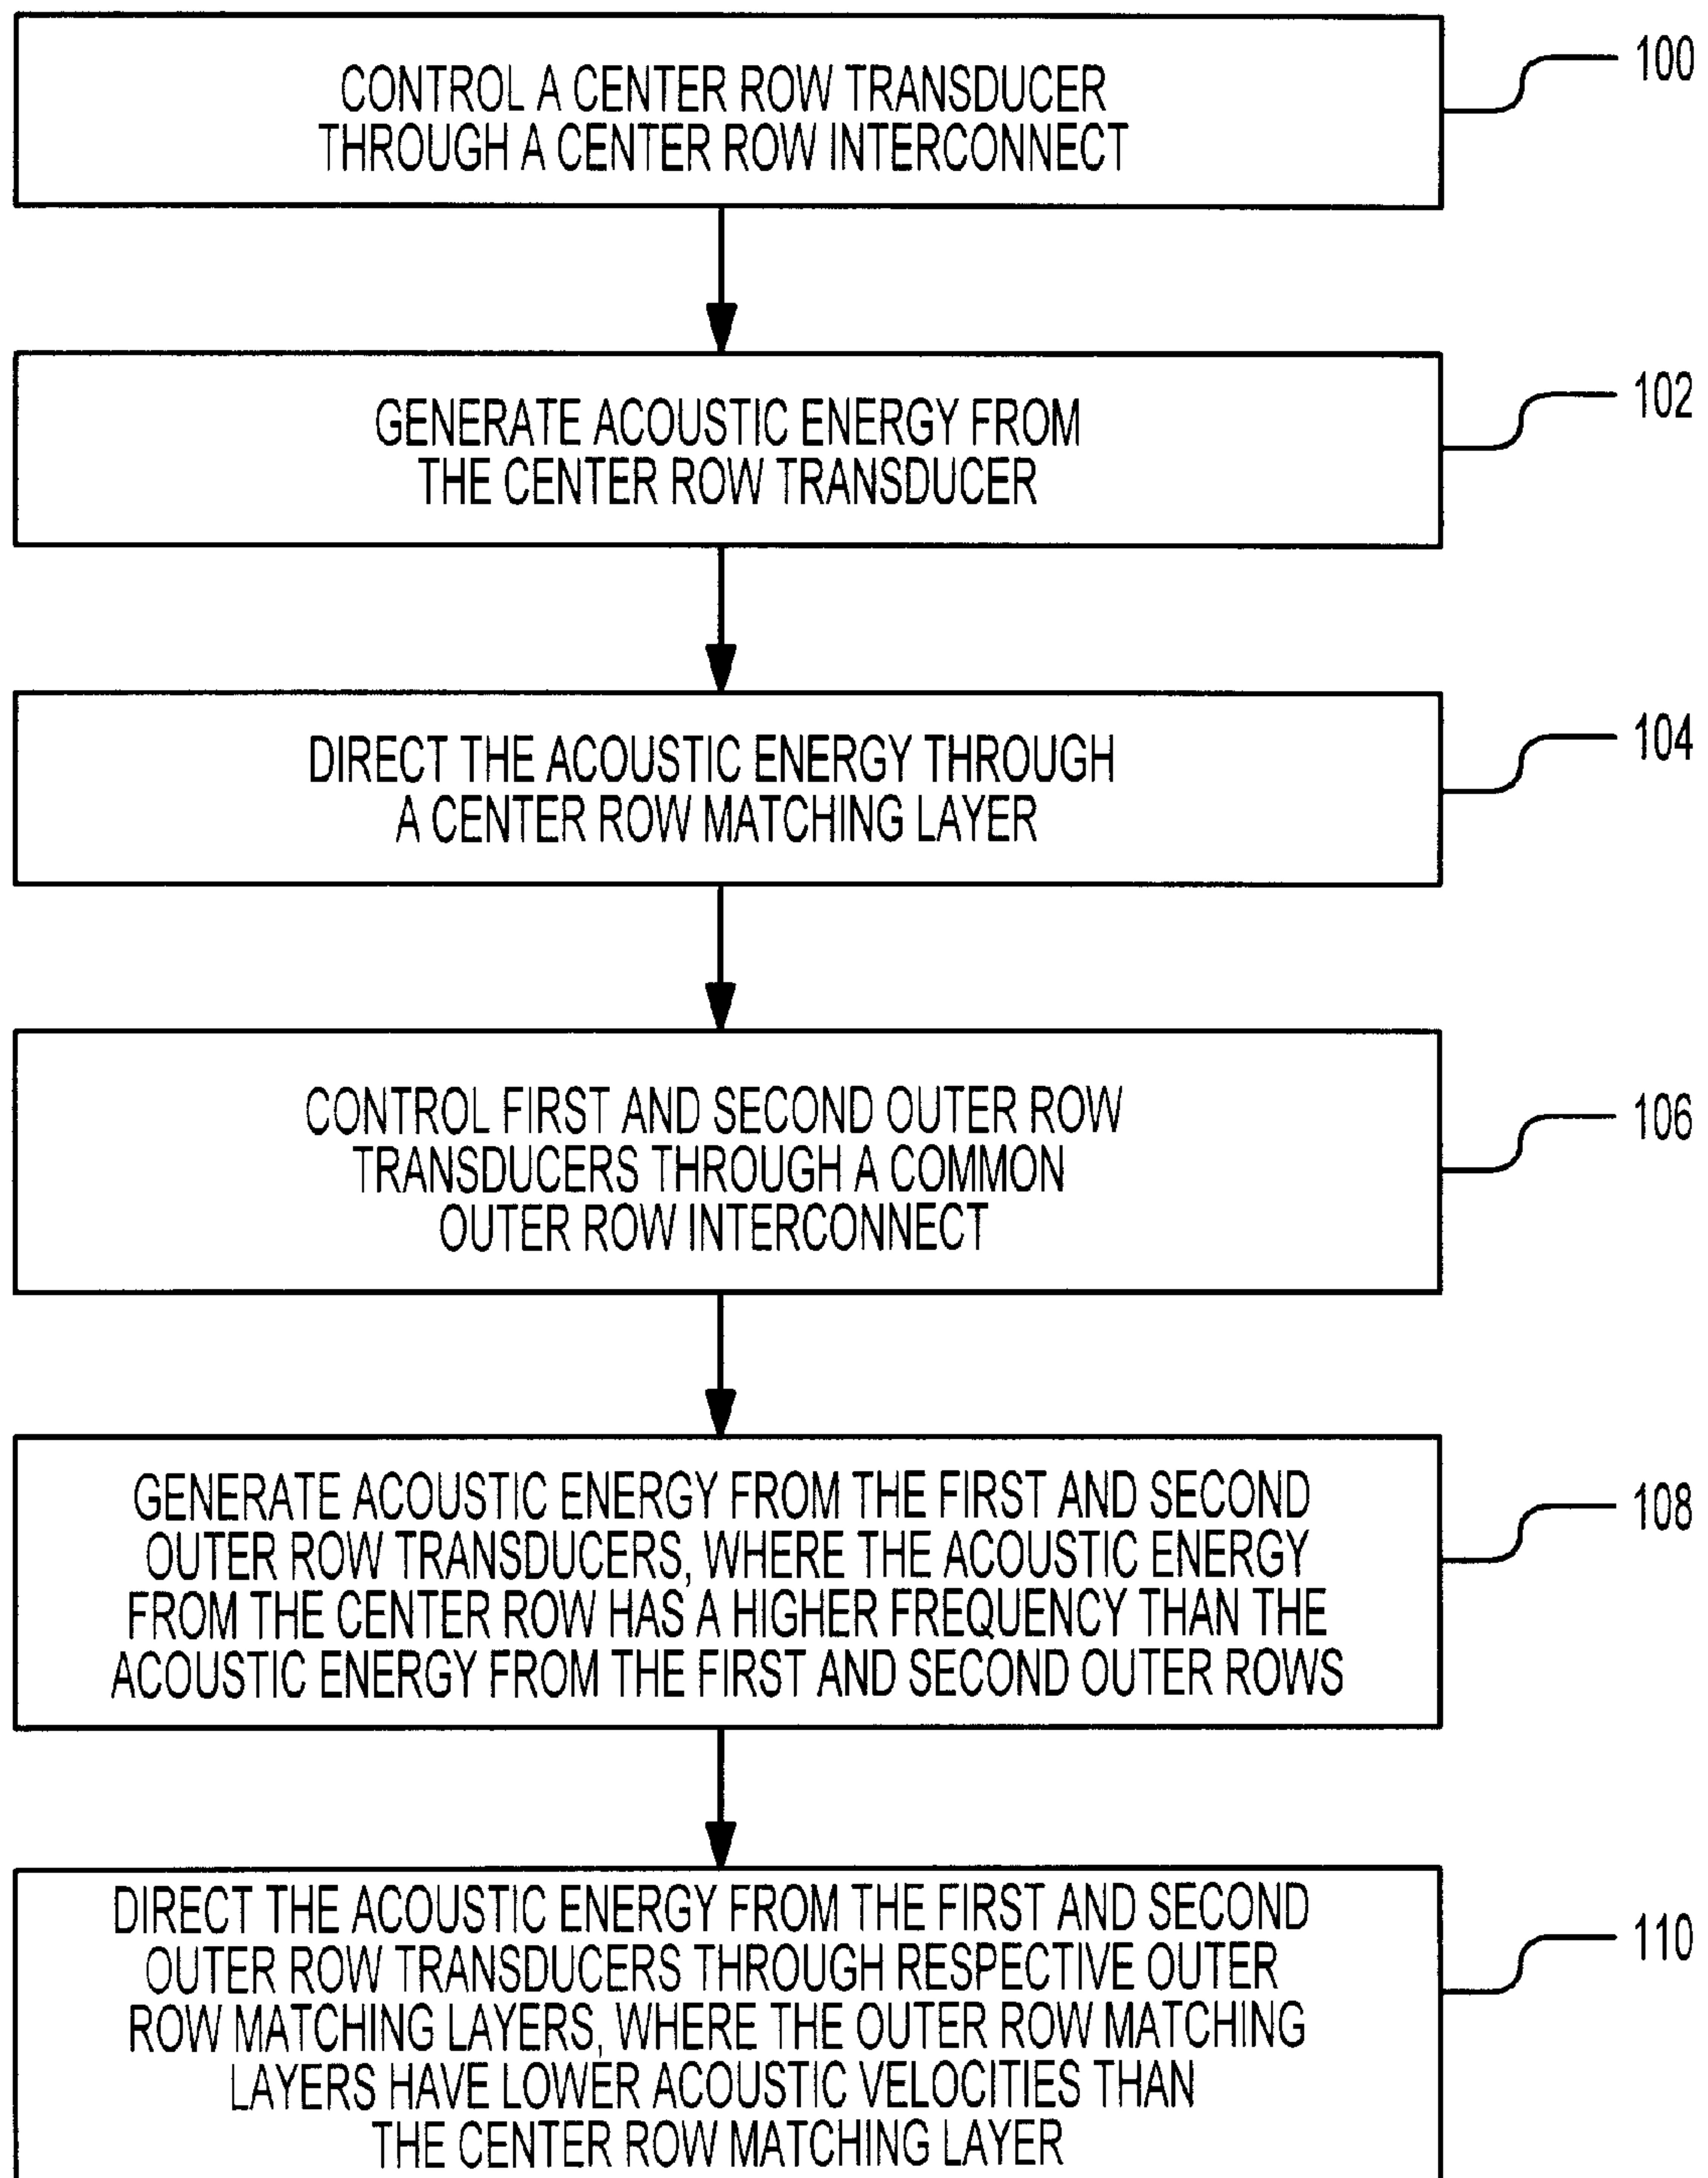 CONTROL A CENTER ROW TRANSDUCER
THROUGH A CENTER ROW INTERCONNECT
100
GENERATE ACOUSTIC ENERGY FROM
THE CENTER ROW TRANSDUCER
102
DIRECT THE ACOUSTIC ENERGY THROUGH
A CENTER ROW MATCHING LAYER
104
CONTROL FIRST AND SECOND OUTER ROW
TRANSDUCERS THROUGH A COMMON
OUTER ROW INTERCONNECT
106
GENERATE ACOUSTIC ENERGY FROM THE FIRST AND SECOND
OUTER ROW TRANSDUCERS, WHERE THE ACOUSTIC ENERGY
FROM THE CENTER ROW HAS A HIGHER FREQUENCY THAN THE
ACOUSTIC ENERGY FROM THE FIRST AND SECOND OUTER ROWS
108
DIRECT THE ACOUSTIC ENERGY FROM THE FIRST AND SECOND
OUTER ROW TRANSDUCERS THROUGH RESPECTIVE OUTER
ROW MATCHING LAYERS, WHERE THE OUTER ROW MATCHING
LAYERS HAVE LOWER ACOUSTIC VELOCITIES THAN
THE CENTER ROW MATCHING LAYER
110